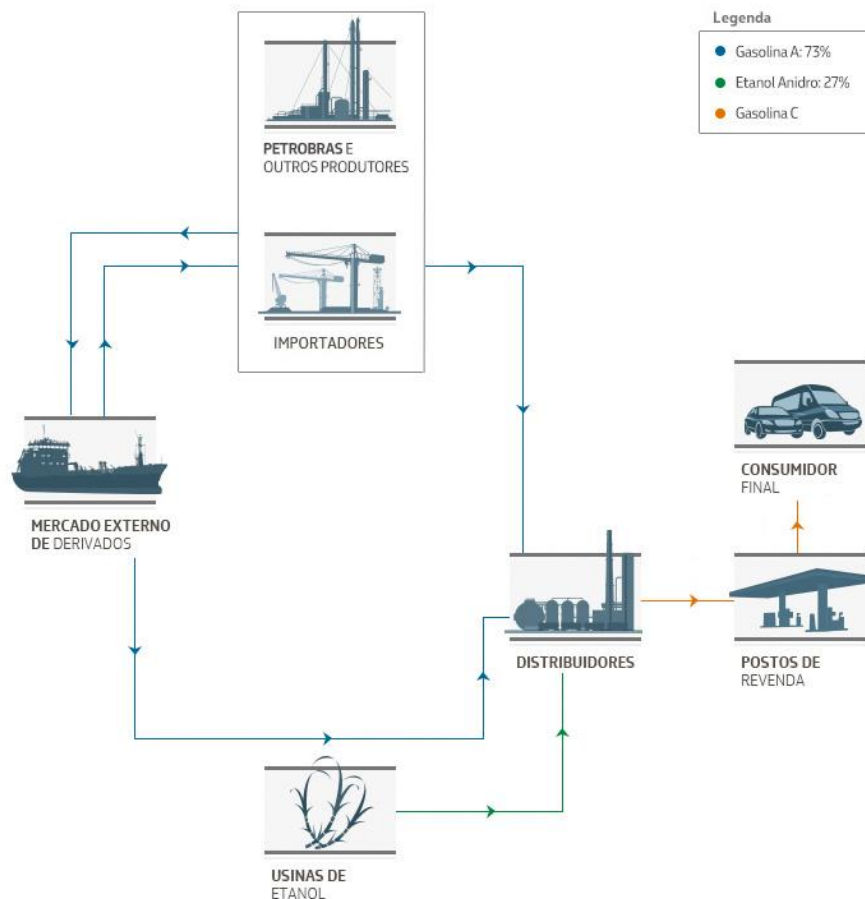 Legenda
Gasolina A: 73%
Etanol Anidro: 27%
Gasolina C
PETROBRAS E
OUTROS PRODUTORES
IMPORTADORES
MERCADO EXTERNO
DE DERIVADOS
CONSUMIDOR
FINAL
DISTRIBUIDORES
POSTOS DE
REVENDA
USINAS DE
ETANOL